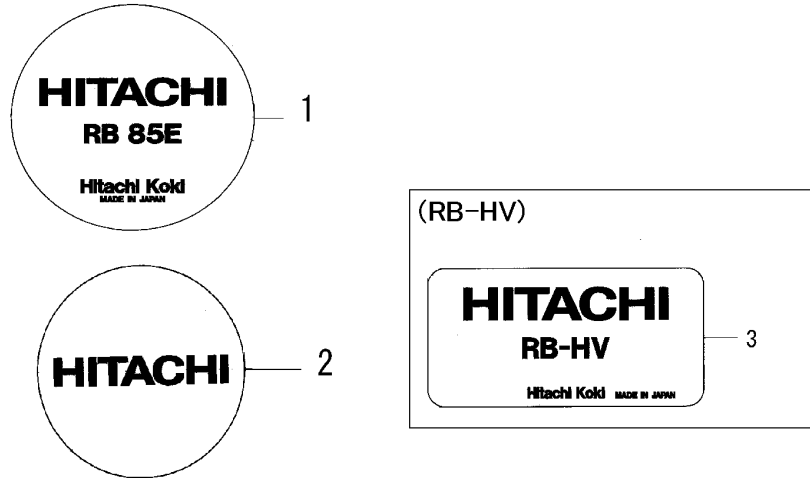 HITACHI
RB 85E
Hitachi Koki
MADE IN JAPAN
1
HITACHI
2
(RB-HV)
HITACHI
RB-HV
Hitachi Koki MADE IN JAPAN
3